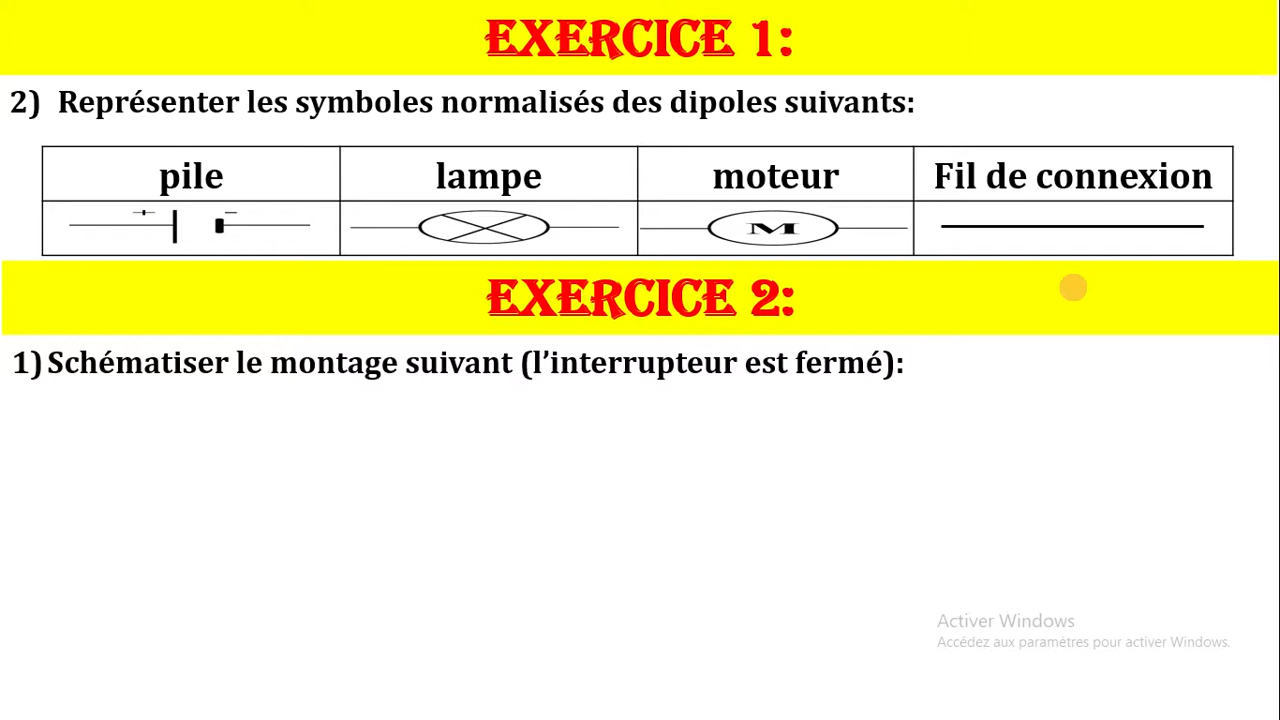 EXERCICE 1:
2) Représenter les symboles normalisés des dipoles suivants:
pile lampe moteur Fil de connexion
+ − M
EXERCICE 2:
1) Schématiser le montage suivant (l’interrupteur est fermé):
Activer Windows
Accédez aux paramètres pour activer Windows.